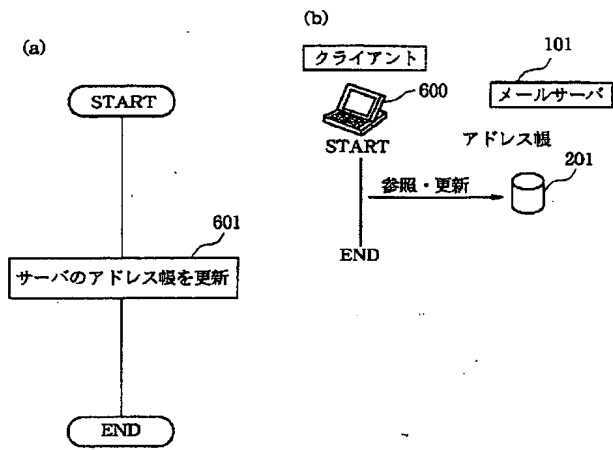 (a)
START
601
サーバのアドレス帳を更新
END
(b)
クライアント
600
START
101
メールサーバ
アドレス帳
201
参照・更新
END